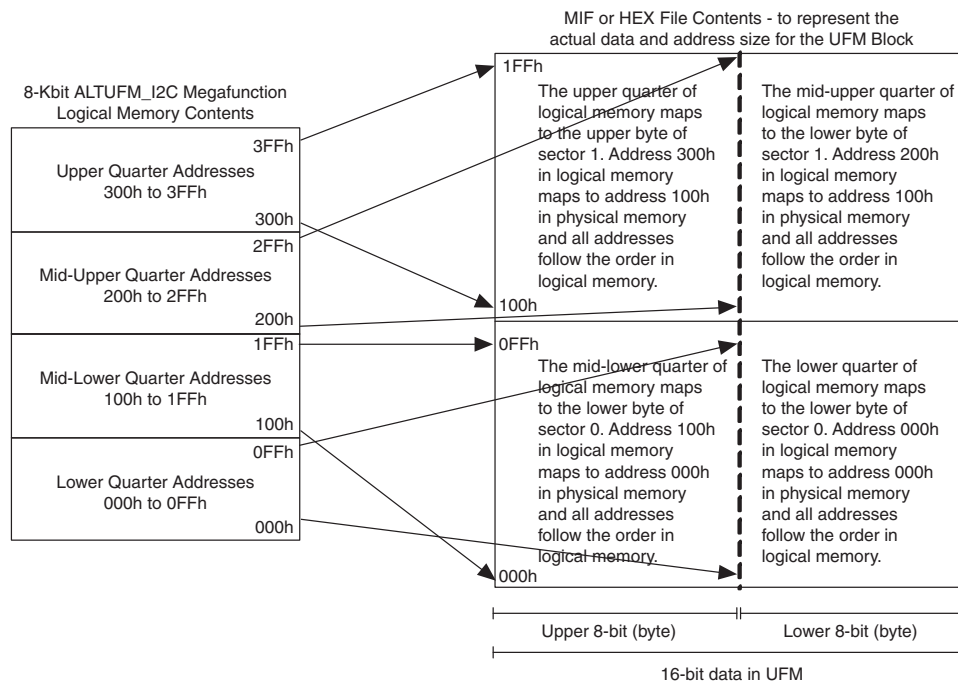 MIF or HEX File Contents - to represent the
actual data and address size for the UFM Block
8-Kbit ALTUFM_I2C Megafunction
Logical Memory Contents
3FFh
Upper Quarter Addresses
300h to 3FFh
300h
2FFh
Mid-Upper Quarter Addresses
200h to 2FFh
200h
1FFh
Mid-Lower Quarter Addresses
100h to 1FFh
100h
0FFh
Lower Quarter Addresses
000h to 0FFh
000h
1FFh
The upper quarter of
logical memory maps
to the upper byte of
sector 1. Address 300h
in logical memory
maps to address 100h
in physical memory
and all addresses
follow the order in
logical memory.
100h
The mid-upper quarter of
logical memory maps
to the lower byte of
sector 1. Address 200h
in logical memory
maps to address 100h
in physical memory
and all addresses
follow the order in
logical memory.
0FFh
The mid-lower quarter of
logical memory maps
to the lower byte of
sector 0. Address 100h
in logical memory
maps to address 000h
in physical memory
and all addresses
follow the order in
logical memory.
000h
The lower quarter of
logical memory maps
to the lower byte of
sector 0. Address 000h
in logical memory
maps to address 000h
in physical memory
and all addresses
follow the order in
logical memory.
Upper 8-bit (byte)
Lower 8-bit (byte)
16-bit data in UFM